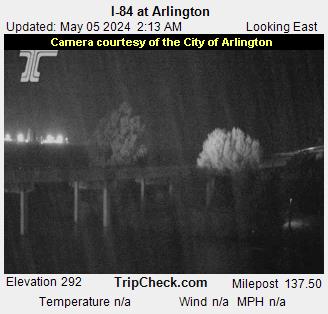 I-84 at Arlington
Updated: May 05 2024 2:13 AM Looking East
Camera courtesy of the City of Arlington
Elevation 292 TripCheck.com Milepost 137.50
Temperature n/a Wind n/a MPH n/a